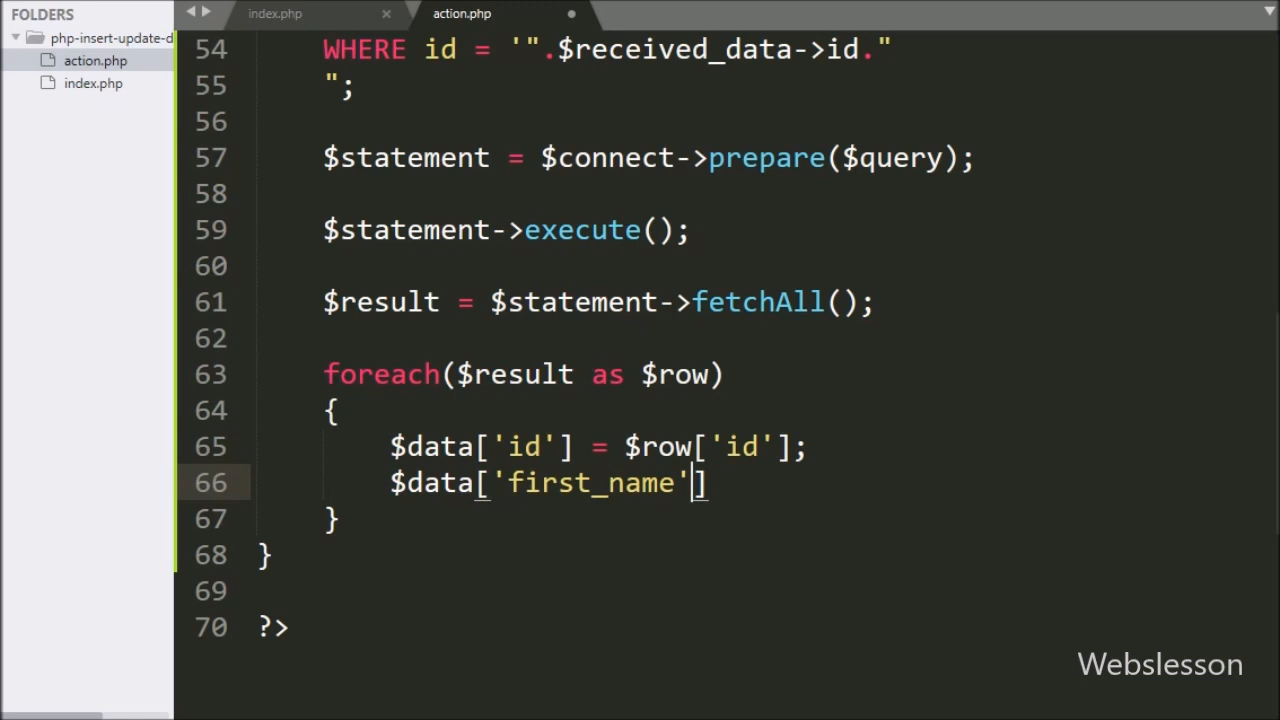 FOLDERS
php-insert-update-d
action.php
index.php
index.php
action.php
54 WHERE id = '".$received_data->id."
55 ";
56
57 $statement = $connect->prepare($query);
58
59 $statement->execute();
60
61 $result = $statement->fetchAll();
62
63 foreach($result as $row)
64 {
65 $data['id'] = $row['id'];
66 $data['first_name']
67 }
68 }
69
70 ?>
Webslesson